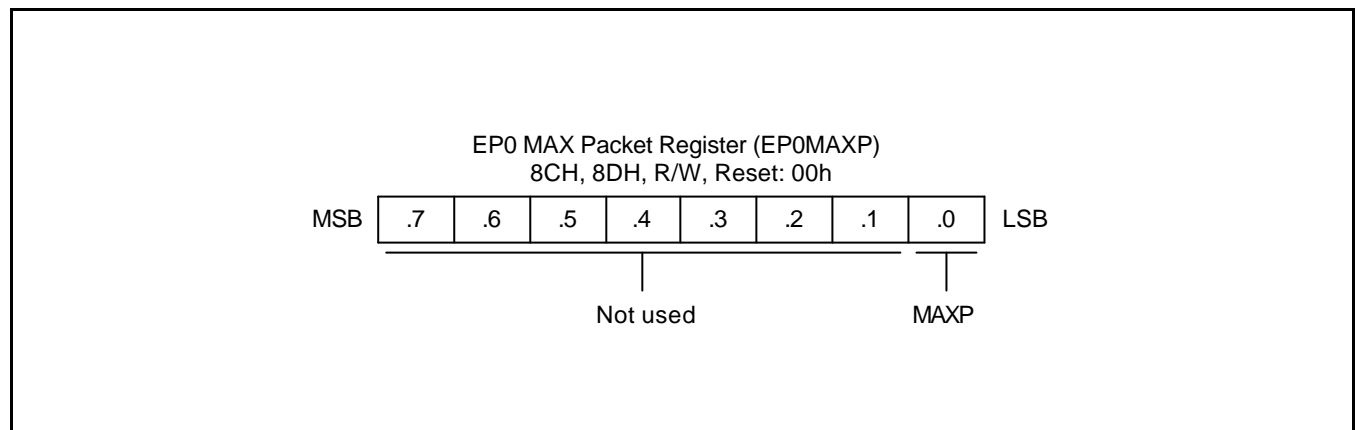 EP0 MAX Packet Register (EP0MAXP)
8CH, 8DH, R/W, Reset: 00h
MSB .7 .6 .5 .4 .3 .2 .1 .0 LSB
Not used MAXP